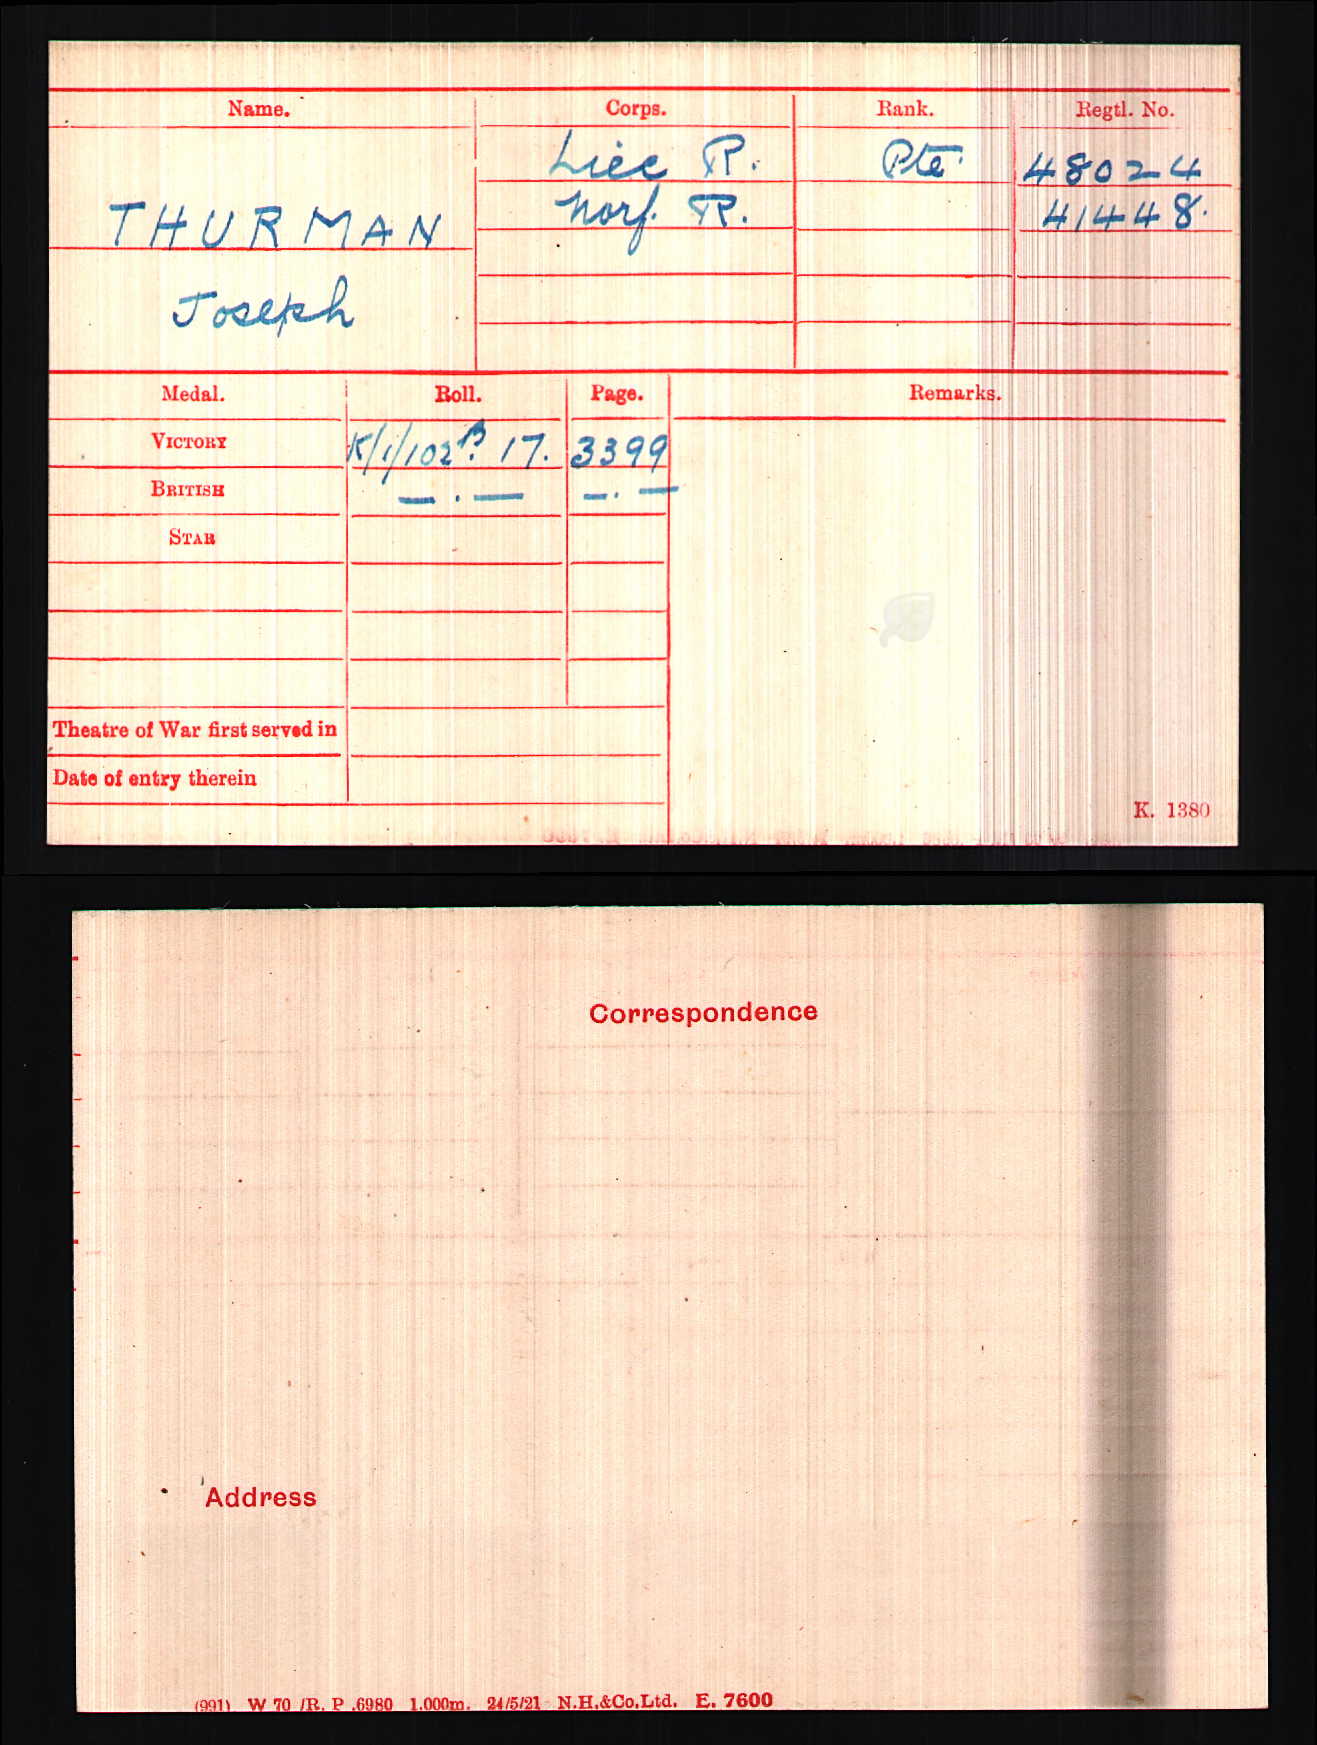 Name. Corps. Rank. Regtl. No.
Leic R. Pte. 48024
THURMAN Norf. R. 41448.
Joseph
Medal. Roll. Page. Remarks.
VICTORY K/1/102 B. 17. 3399
BRITISH —.— —.—
STAR
Theatre of War first served in
Date of entry therein
K. 1380
Correspondence
Address
(991) W 70 /R. P .6980 1.000m. 24/5/21 N.H.&Co.Ltd. E. 7600